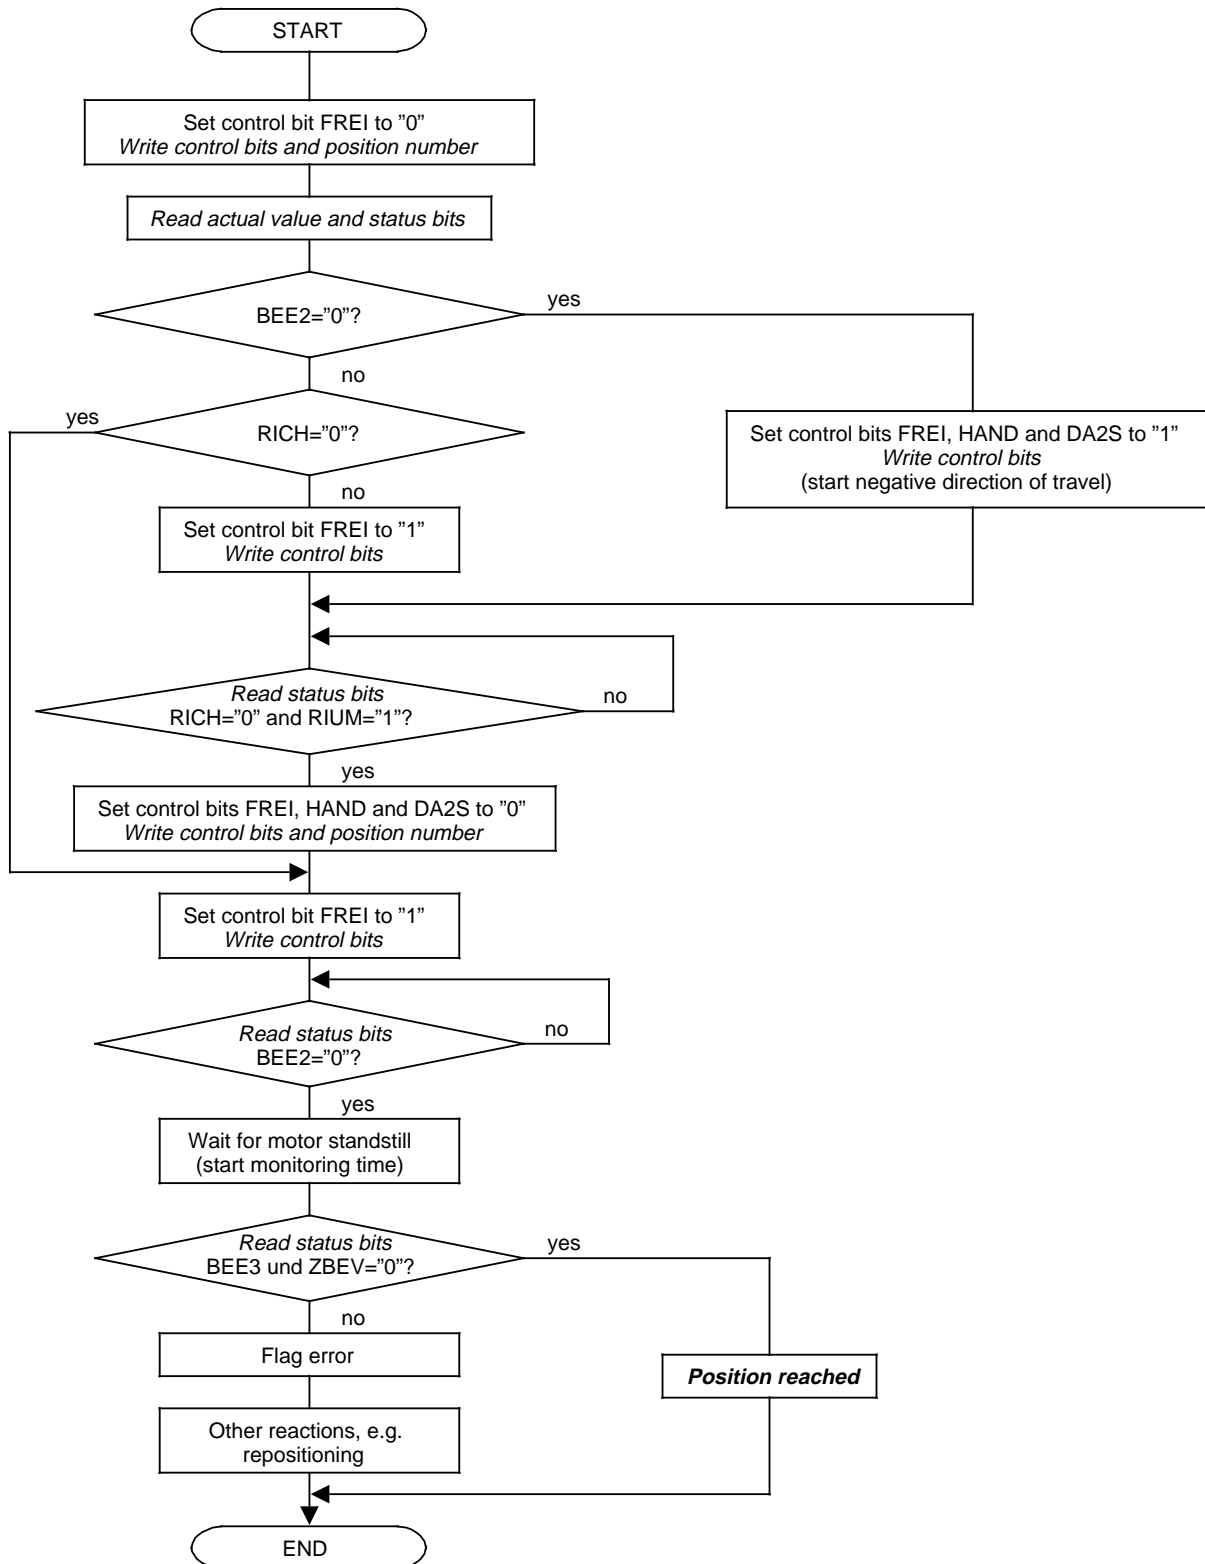 START
Set control bit FREI to ”0”
Write control bits and position number
Read actual value and status bits
BEE2=”0”?
yes
no
yes
RICH=”0”?
Set control bits FREI, HAND and DA2S to ”1”
Write control bits
(start negative direction of travel)
no
Set control bit FREI to ”1”
Write control bits
Read status bits
RICH=”0” and RIUM=”1”?
no
yes
Set control bits FREI, HAND and DA2S to ”0”
Write control bits and position number
Set control bit FREI to ”1”
Write control bits
Read status bits
BEE2=”0”?
no
yes
Wait for motor standstill
(start monitoring time)
Read status bits
BEE3 und ZBEV=”0”?
yes
no
Flag error
Position reached
Other reactions, e.g.
repositioning
END